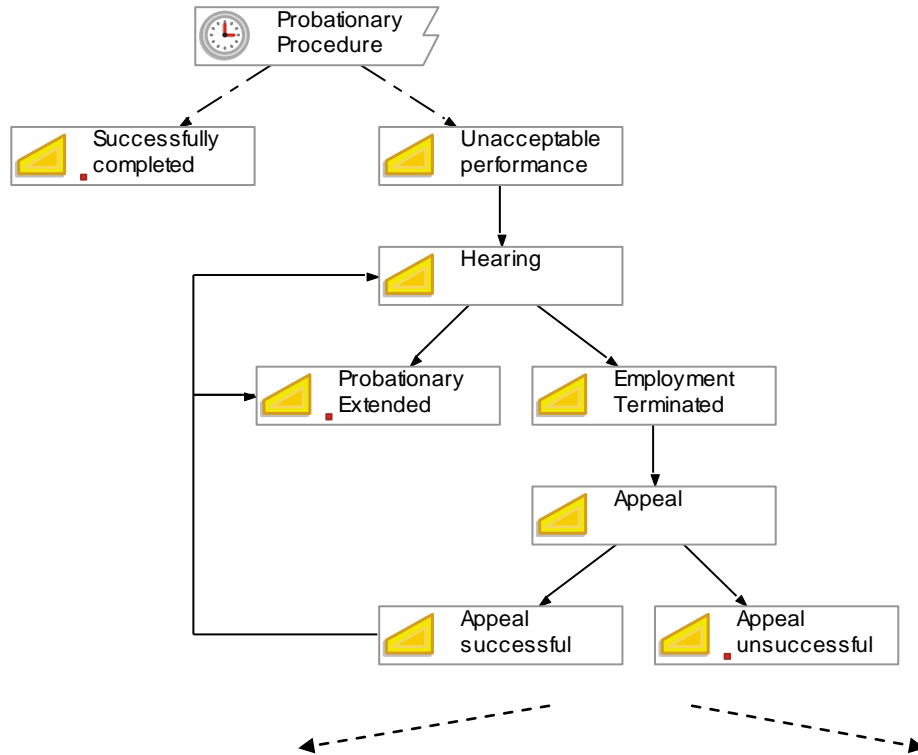 Probationary
Procedure
Successfully
completed
Unacceptable
performance
Hearing
Probationary
Extended
Employment
Terminated
Appeal
Appeal
successful
Appeal
unsuccessful